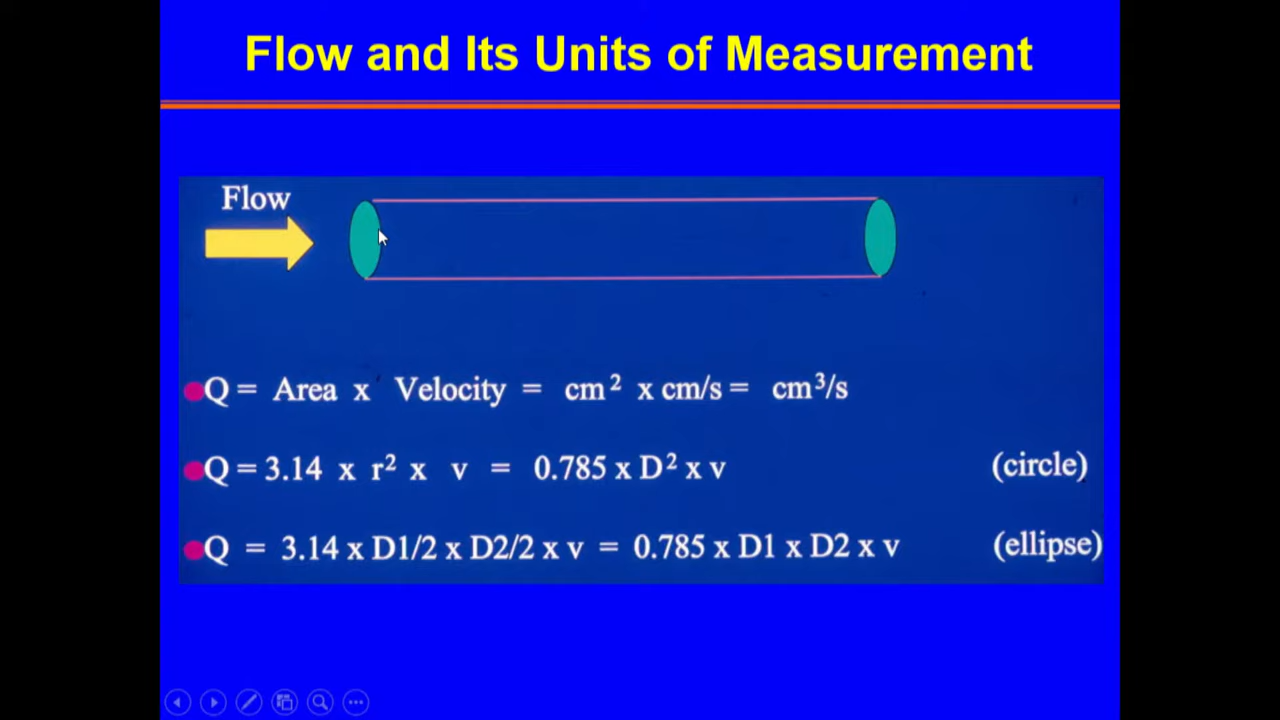 Flow and Its Units of Measurement
Flow
Q = Area x Velocity = cm² x cm/s = cm³/s
Q = 3.14 x r² x v = 0.785 x D² x v (circle)
Q = 3.14 x D1/2 x D2/2 x v = 0.785 x D1 x D2 x v (ellipse)